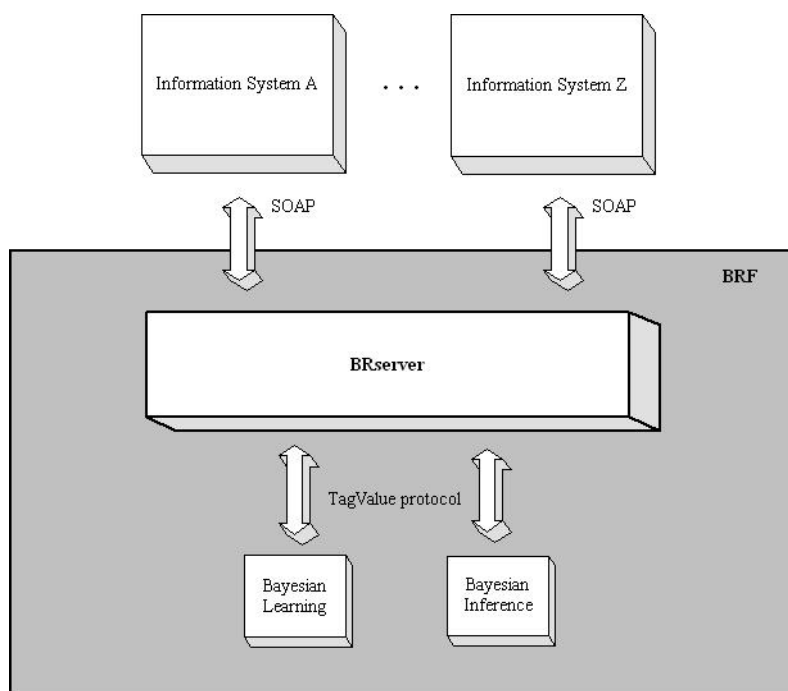 Information System A
. . .
Information System Z
SOAP
SOAP
BRF
BRserver
TagValue protocol
Bayesian
Learning
Bayesian
Inference